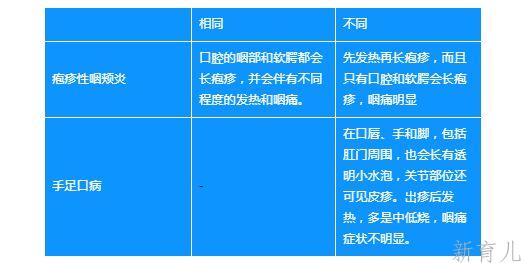 相同
不同
疱疹性咽颊炎
口腔的咽部和软腭都会
长疱疹，并会伴有不同
程度的发热和咽痛。
先发热再长疱疹，而且
只有口腔和软腭会长疱
疹，咽痛明显
手足口病
-
在口唇、手和脚，包括
肛门周围，也会长有透
明小水泡，关节部位还
可见皮疹。出疹后发
热，多是中低烧，咽痛
症状不明显。
新育儿